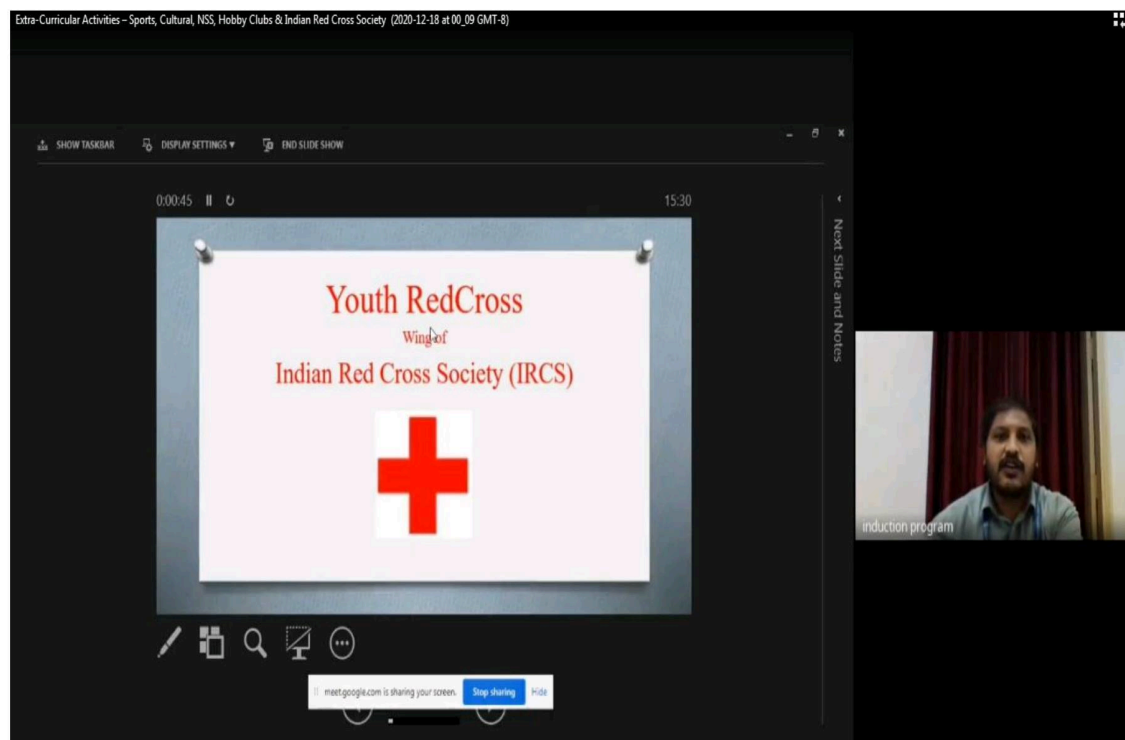 Extra-Curricular Activities – Sports, Cultural, NSS, Hobby Clubs & Indian Red Cross Society (2020-12-18 at 00_09 GMT-8)
SHOW TASKBAR DISPLAY SETTINGS ▼ END SLIDE SHOW
0:00:45 15:30
Youth RedCross
Wing of
Indian Red Cross Society (IRCS)
Next Slide and Notes
induction program
meet.google.com is sharing your screen. Stop sharing Hide